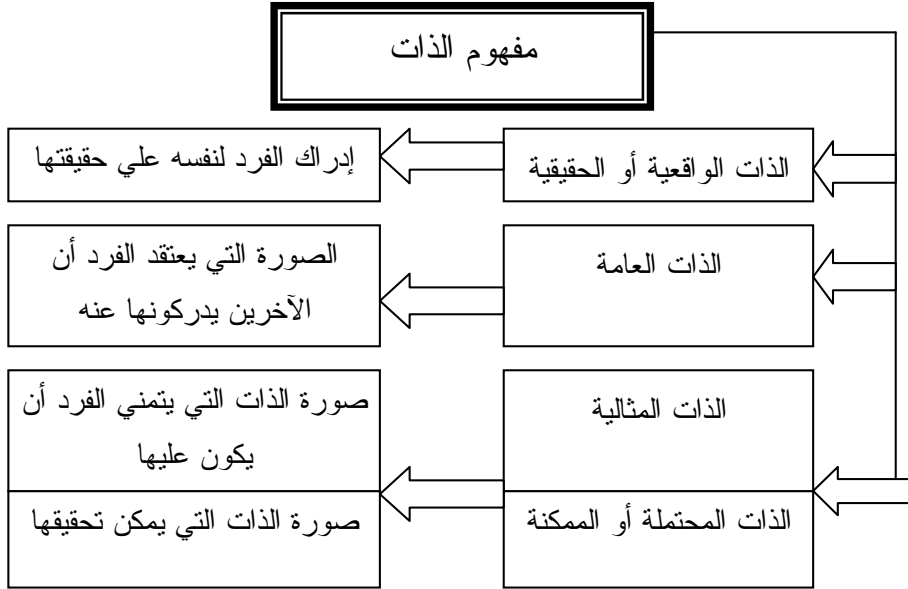 مفهوم الذات
الذات الواقعية أو الحقيقية
إدراك الفرد لنفسه علي حقيقتها
الذات العامة
الصورة التي يعتقد الفرد أن
الآخرين يدركونها عنه
الذات المثالية
صورة الذات التي يتمني الفرد أن
يكون عليها
الذات المحتملة أو الممكنة
صورة الذات التي يمكن تحقيقها